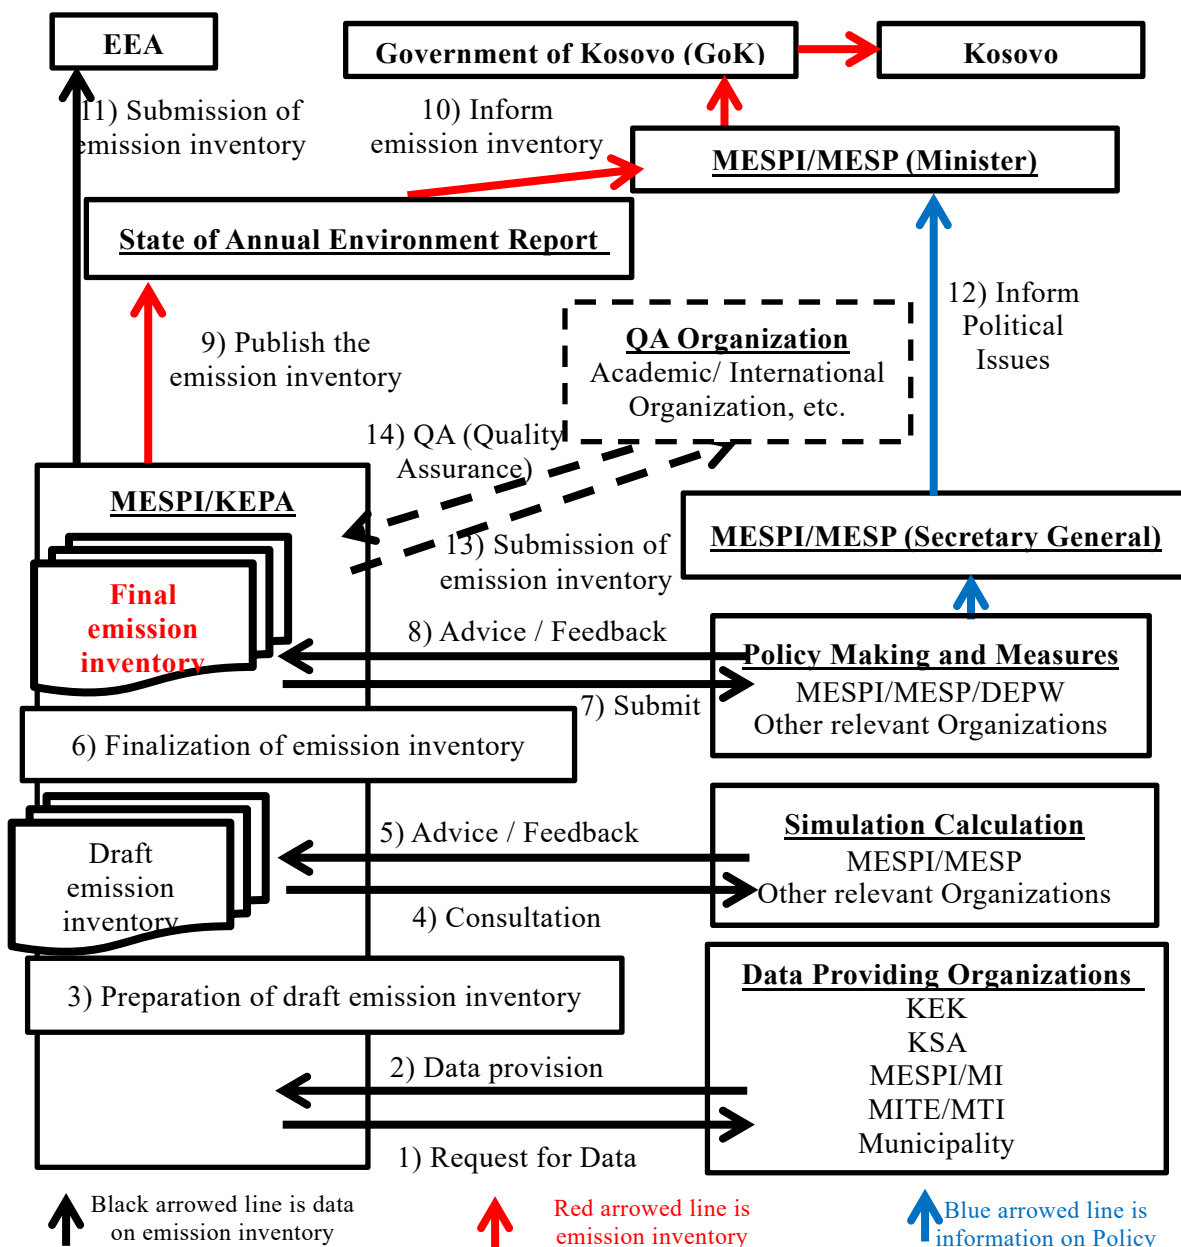 EEA
Government of Kosovo (GoK)
Kosovo
11) Submission of
emission inventory
10) Inform
emission inventory
MESPI/MESP (Minister)
State of Annual Environment Report
12) Inform
Political
Issues
9) Publish the
emission inventory
QA Organization
Academic/ International
Organization, etc.
14) QA (Quality
Assurance)
MESPI/KEPA
13) Submission of
emission inventory
MESPI/MESP (Secretary General)
Final
emission
inventory
8) Advice / Feedback
7) Submit
Policy Making and Measures
MESPI/MESP/DEPW
Other relevant Organizations
6) Finalization of emission inventory
Draft
emission
inventory
5) Advice / Feedback
4) Consultation
Simulation Calculation
MESPI/MESP
Other relevant Organizations
3) Preparation of draft emission inventory
Data Providing Organizations
KEK
KSA
MESPI/MI
MITE/MTI
Municipality
2) Data provision
1) Request for Data
Black arrowed line is data
on emission inventory
Red arrowed line is
emission inventory
Blue arrowed line is
information on Policy